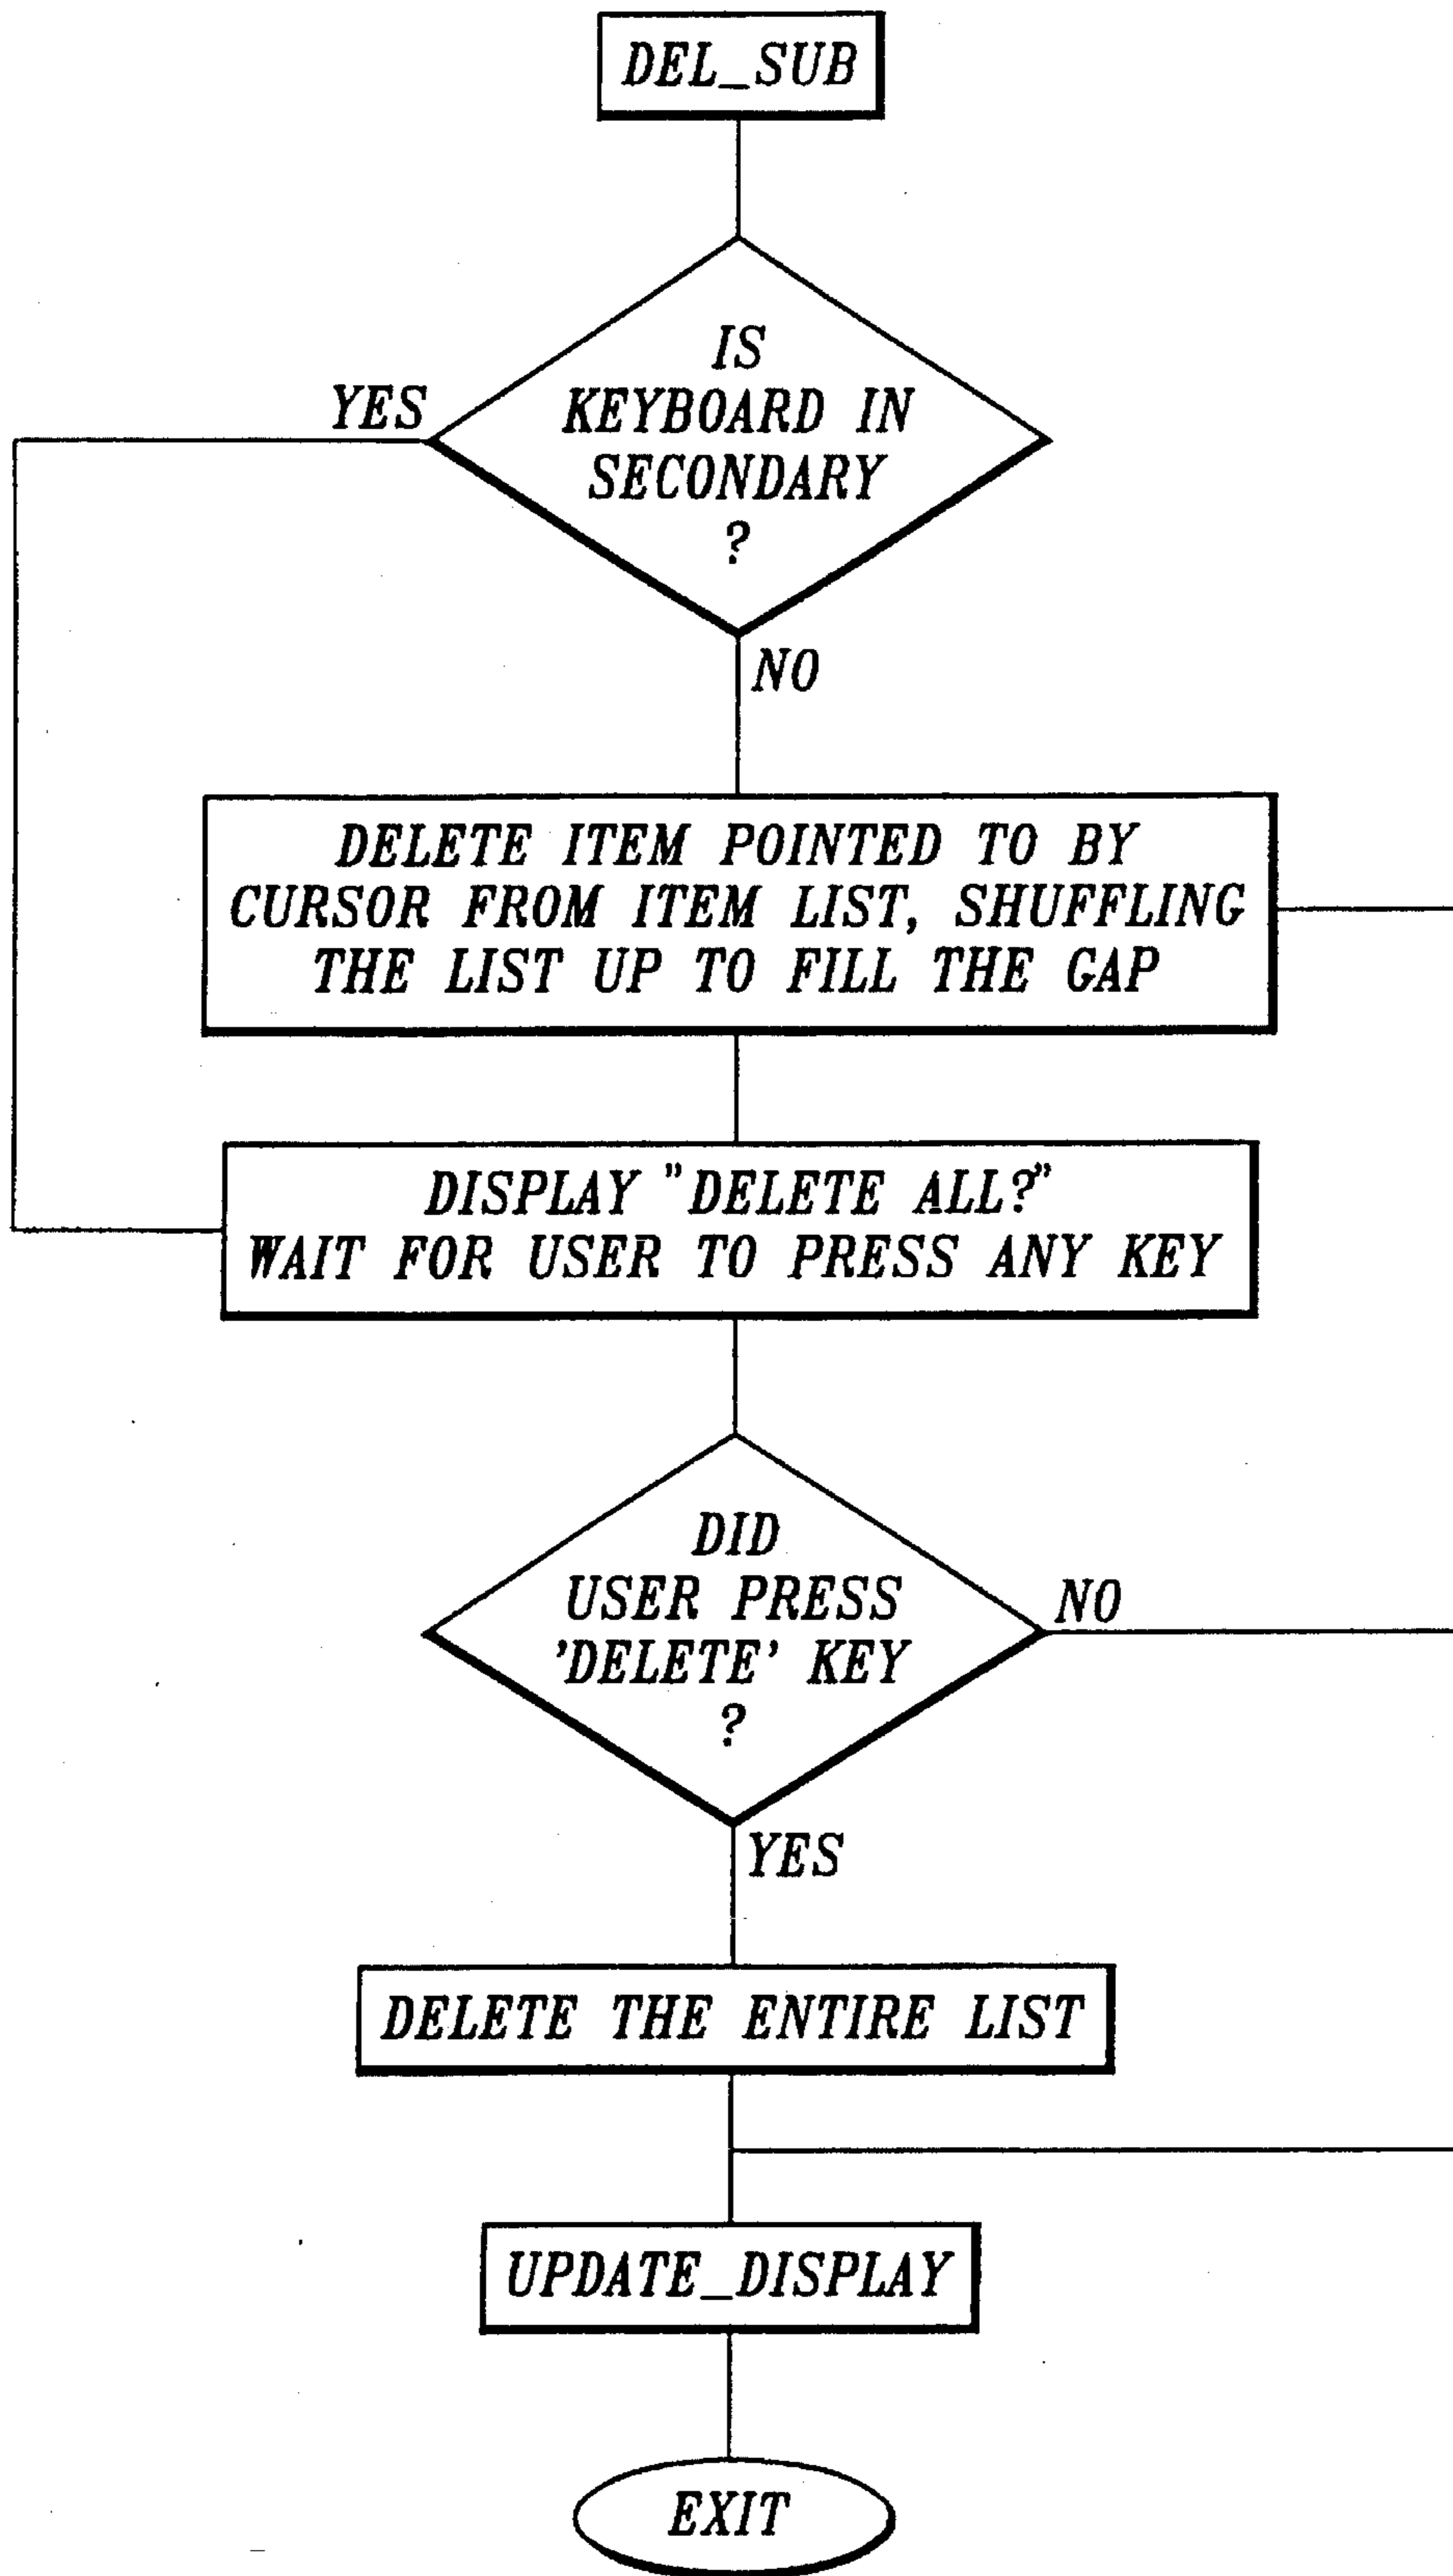 DEL_SUB
IS
KEYBOARD IN
SECONDARY
?
YES
NO
DELETE ITEM POINTED TO BY
CURSOR FROM ITEM LIST, SHUFFLING
THE LIST UP TO FILL THE GAP
DISPLAY "DELETE ALL?"
WAIT FOR USER TO PRESS ANY KEY
DID
USER PRESS
'DELETE' KEY
?
NO
YES
DELETE THE ENTIRE LIST
UPDATE_DISPLAY
EXIT